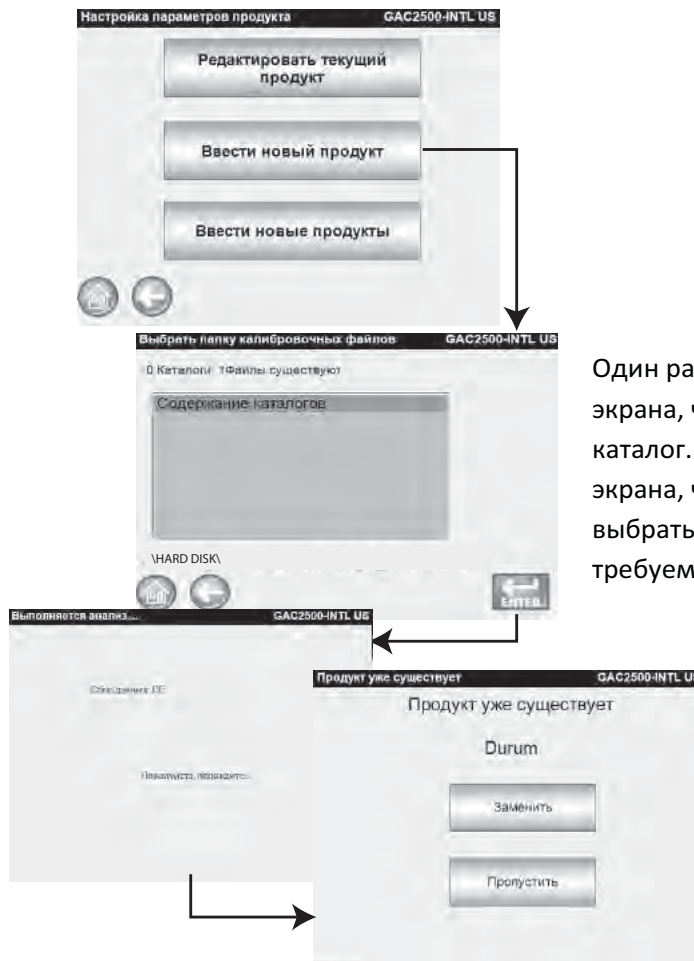 Настройка параметров продукта GAC2500-INTL US
Редактировать текущий
продукт
Ввести новый продукт
Ввести новые продукты
Выбрать папку калибровочных файлов GAC2500-INTL US
0 Каталоги 1Файлы существуют
Содержание каталогов
\HARD DISK\
ENTER
Один ра
экрана, ч
каталог.
экрана, ч
выбрать
требуем
Выполняется анализ... GAC2500-INTL US
Пожалуйста, подождите...
Продукт уже существует GAC2500-INTL US
Продукт уже существует
Durum
Заменить
Пропустить